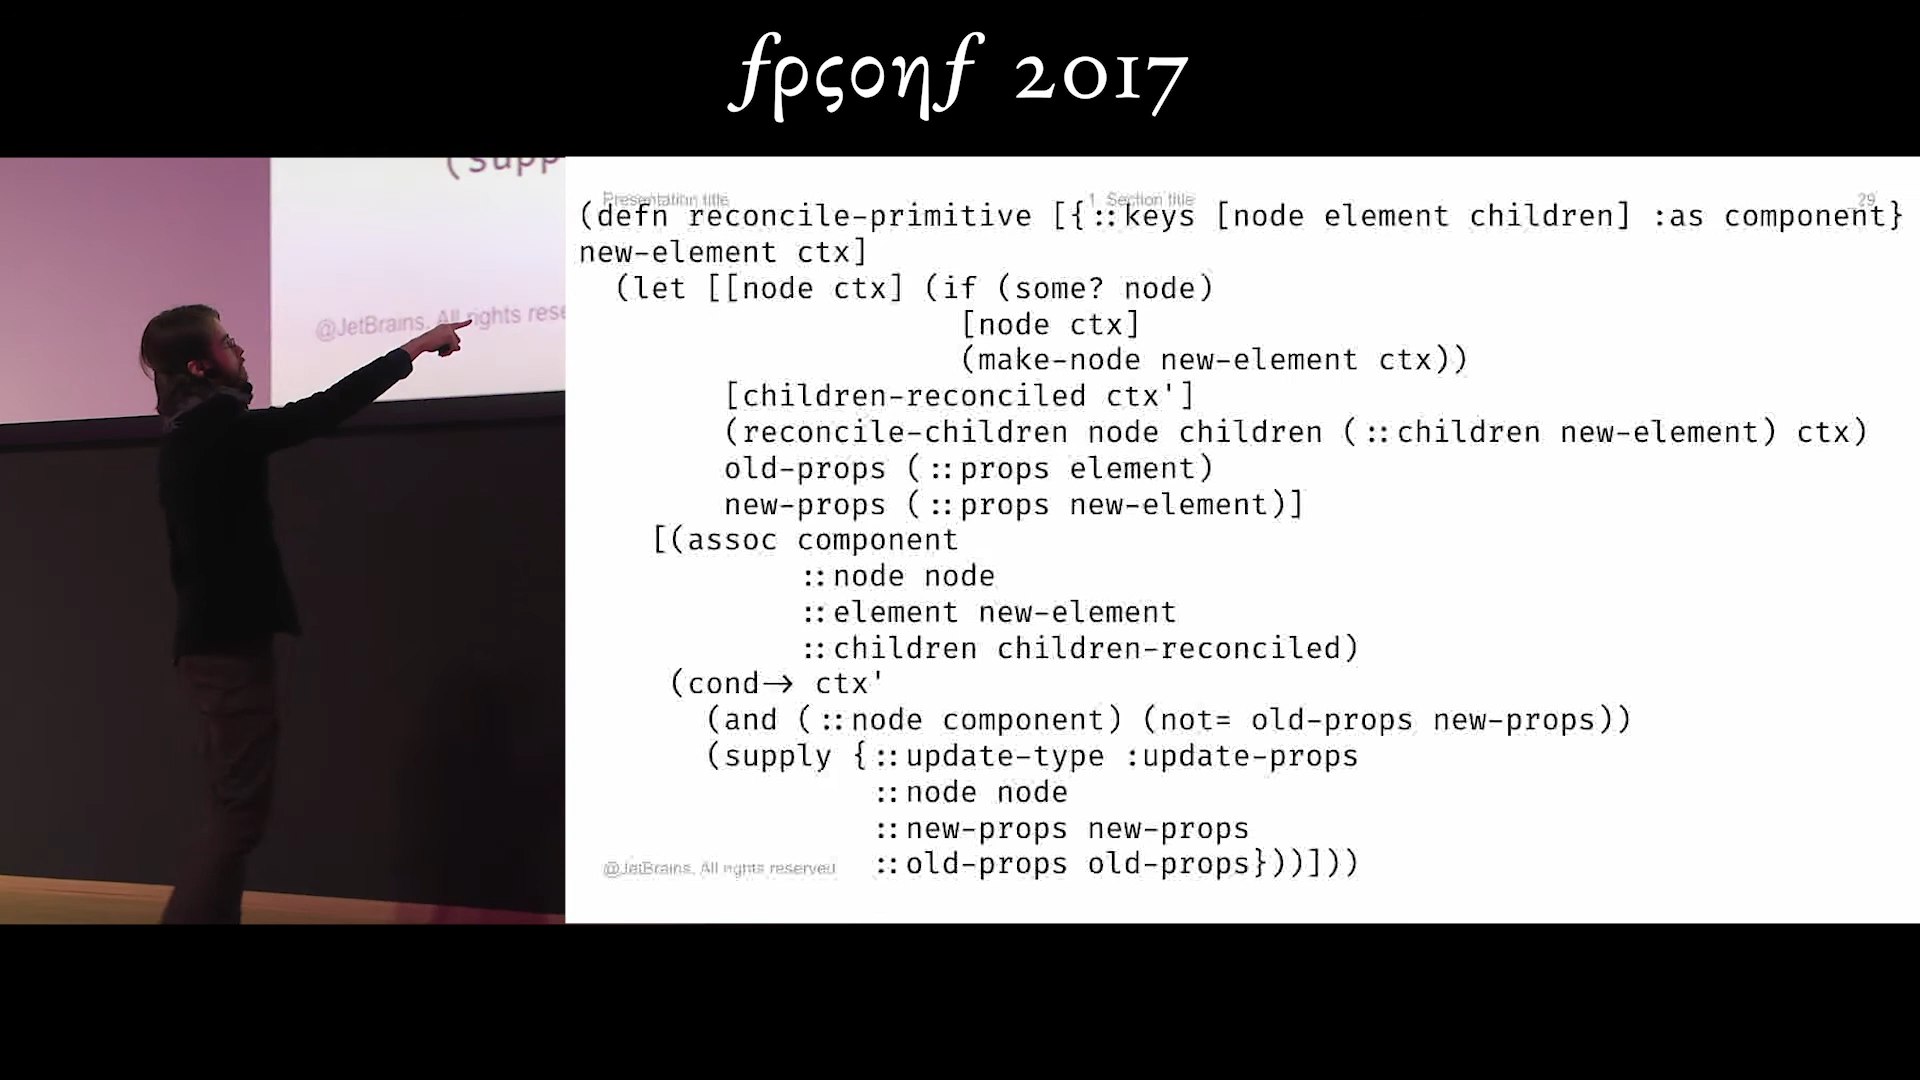 fρςοηf 2017
(supp
@JetBrains. All rights rese
Presentation title
1 Section title
29
(defn reconcile-primitive [{::keys [node element children] :as component}
new-element ctx]
(let [[node ctx] (if (some? node)
[node ctx]
(make-node new-element ctx))
[children-reconciled ctx']
(reconcile-children node children (::children new-element) ctx)
old-props (::props element)
new-props (::props new-element)]
[(assoc component
::node node
::element new-element
::children children-reconciled)
(cond-> ctx'
(and (::node component) (not= old-props new-props))
(supply {::update-type :update-props
::node node
::new-props new-props
::old-props old-props}))]))
@JetBrains. All rights reserved